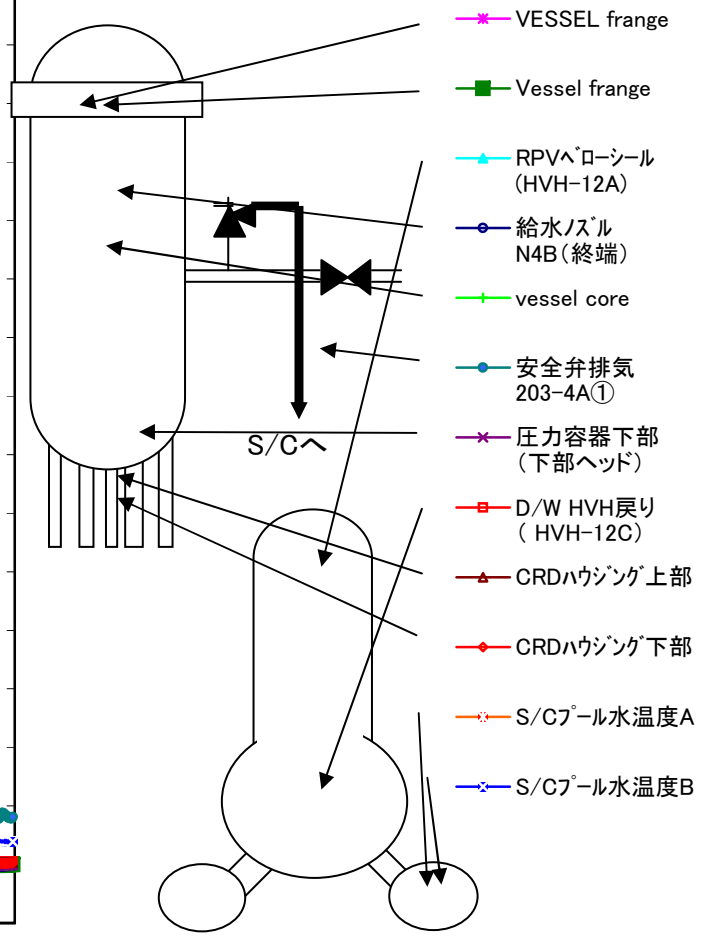 VESSEL frange
Vessel frange
RPVベローシール
(HVH-12A)
給水ノズル
N4B(終端)
vessel core
安全弁排気
203-4A①
圧力容器下部
(下部ヘッド)
D/W HVH戻り
( HVH-12C)
CRDハウジング上部
CRDハウジング下部
S/Cプール水温度A
S/Cプール水温度B
S/Cへ